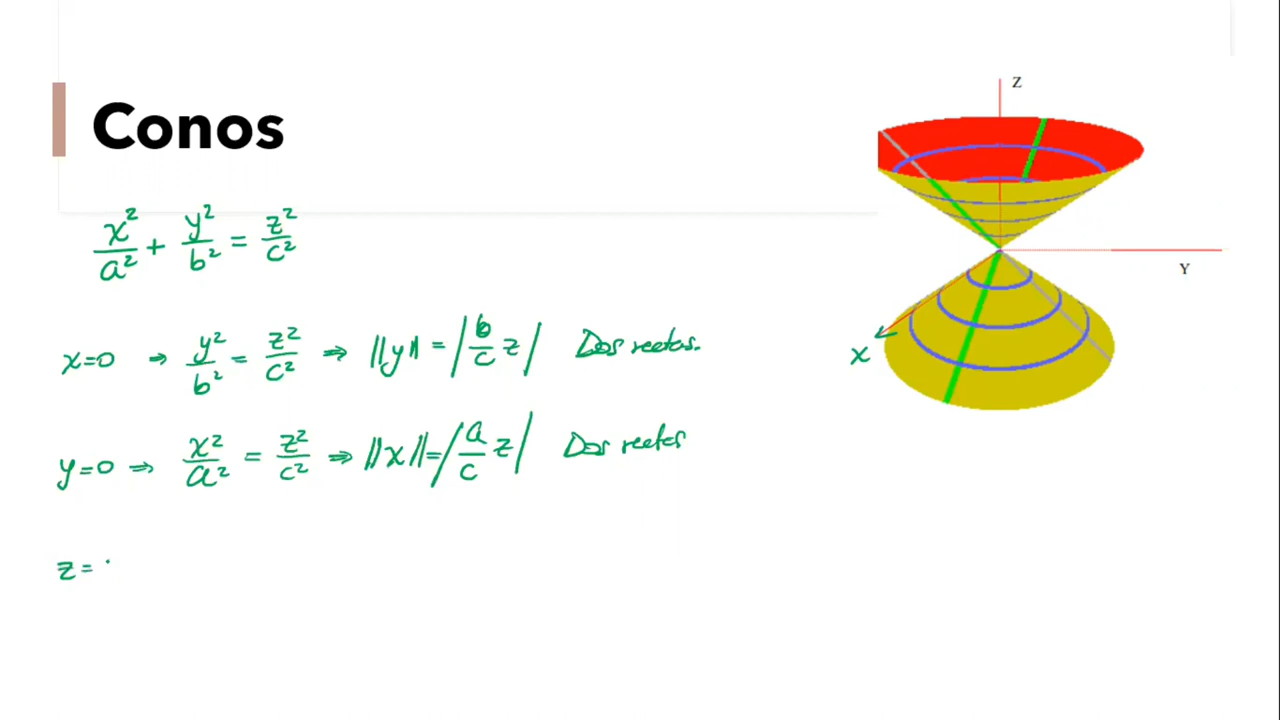 Conos
x²/a² + y²/b² = z²/c²
x=0 ⇒ y²/b² = z²/c² ⇒ ||y|| = |b/c z| Dos rectas.
y=0 ⇒ x²/a² = z²/c² ⇒ ||x|| = |a/c z| Dos rectas
z=
Z
Y
X